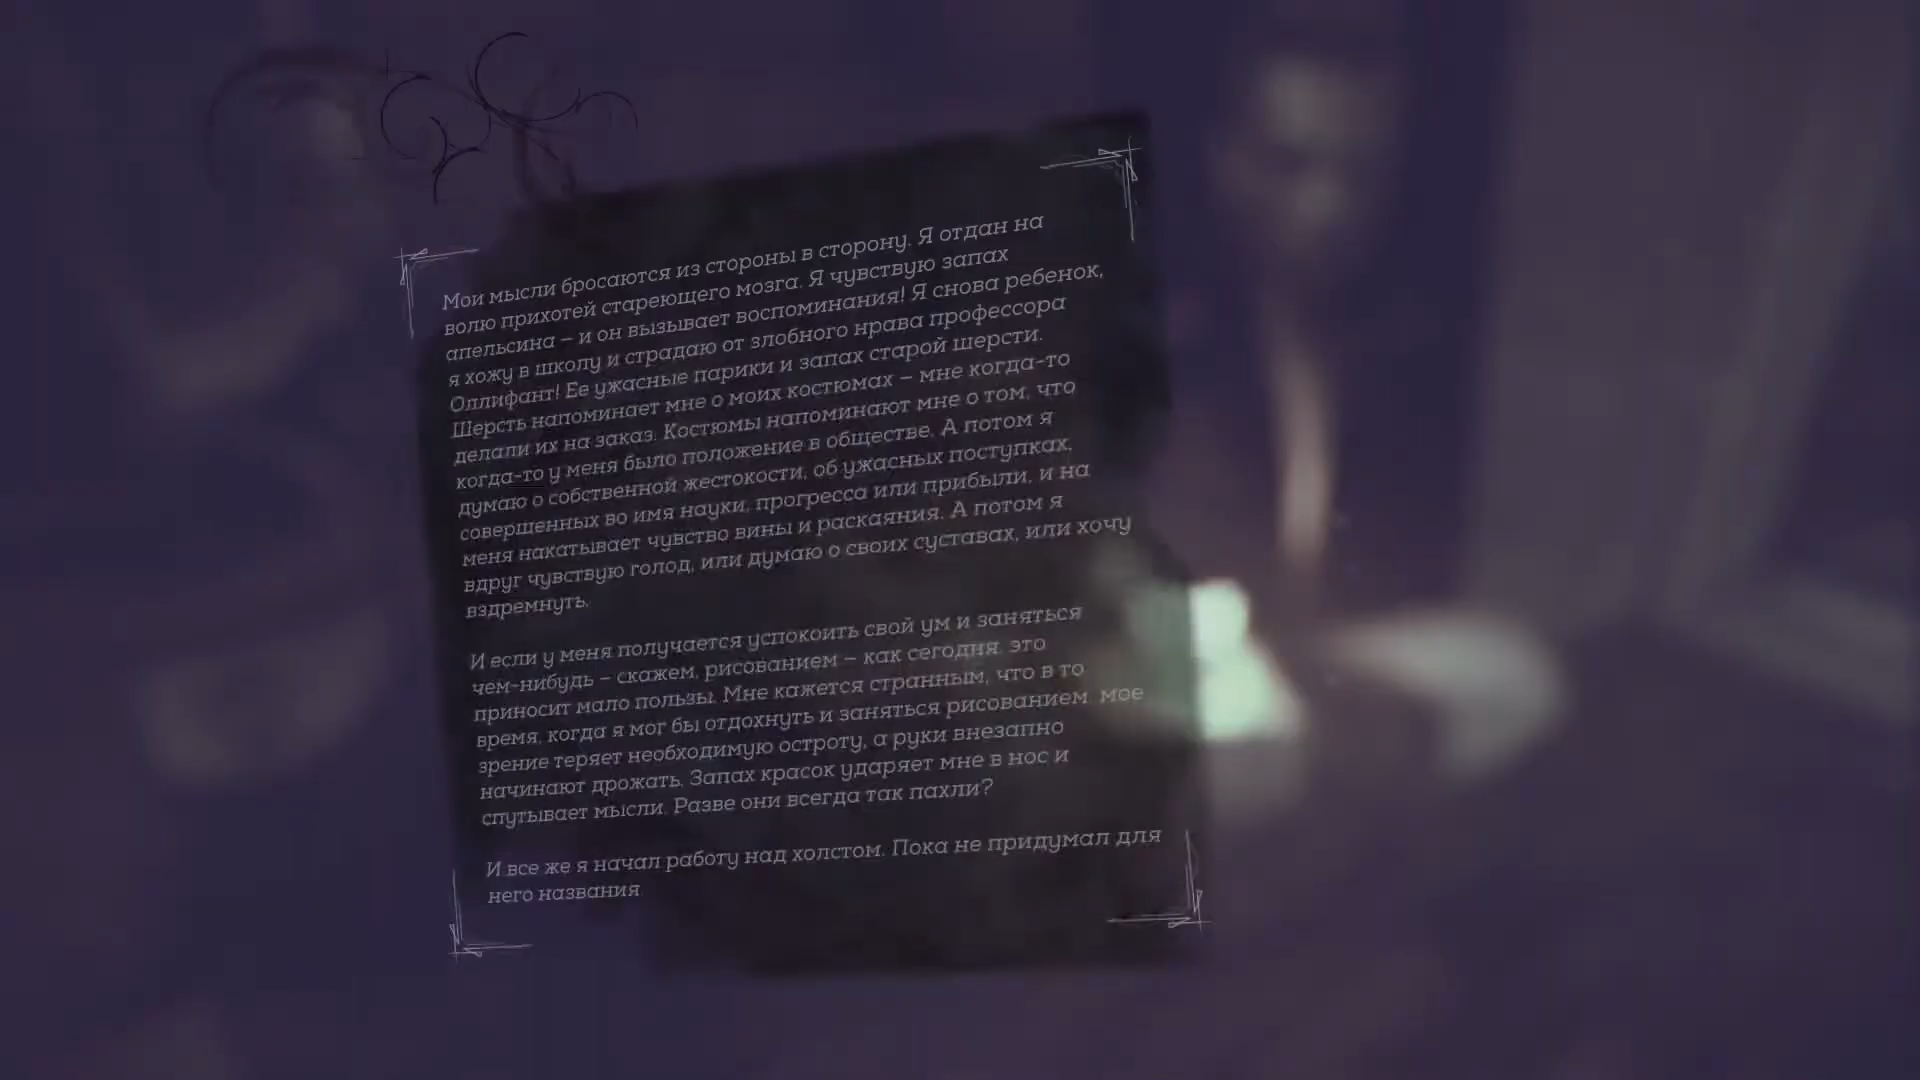 Мои мысли бросаются из стороны в сторону. Я отдан на
волю прихотей стареющего мозга. Я чувствую запах
апельсина – и он вызывает воспоминания! Я снова ребенок,
я хожу в школу и страдаю от злобного нрава профессора
Оллифант! Ее ужасные парики и запах старой шерсти.
Шерсть напоминает мне о моих костюмах – мне когда-то
делали их на заказ. Костюмы напоминают мне о том, что
когда-то у меня было положение в обществе. А потом я
думаю о собственной жестокости, об ужасных поступках,
совершенных во имя науки, прогресса или прибыли, и на
меня накатывает чувство вины и раскаяния. А потом я
вдруг чувствую голод, или думаю о своих суставах, или хочу
вздремнуть.
И если у меня получается успокоить свой ум и заняться
чем-нибудь – скажем, рисованием – как сегодня, это
приносит мало пользы. Мне кажется странным, что в то
время, когда я мог бы отдохнуть и заняться рисованием, мое
зрение теряет необходимую остроту, а руки внезапно
начинают дрожать. Запах красок ударяет мне в нос и
спутывает мысли. Разве они всегда так пахли?
И все же я начал работу над холстом. Пока не придумал для
него названия.